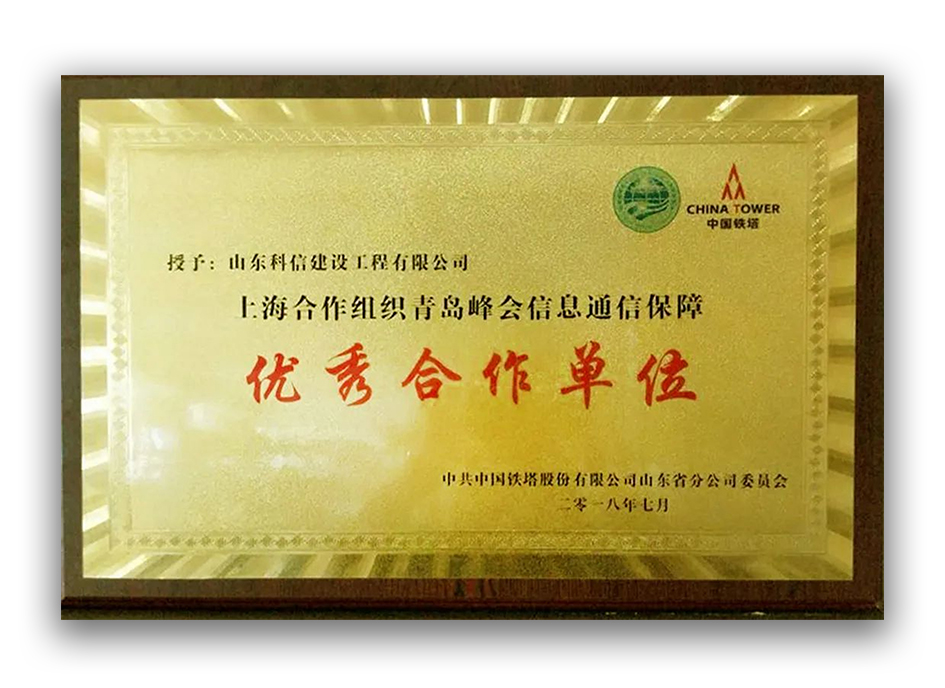 CHINA TOWER
中国铁塔
授予：山东科信建设工程有限公司
上海合作组织青岛峰会信息通信保障
优秀合作单位
中共中国铁塔股份有限公司山东省分公司委员会
二零一八年七月